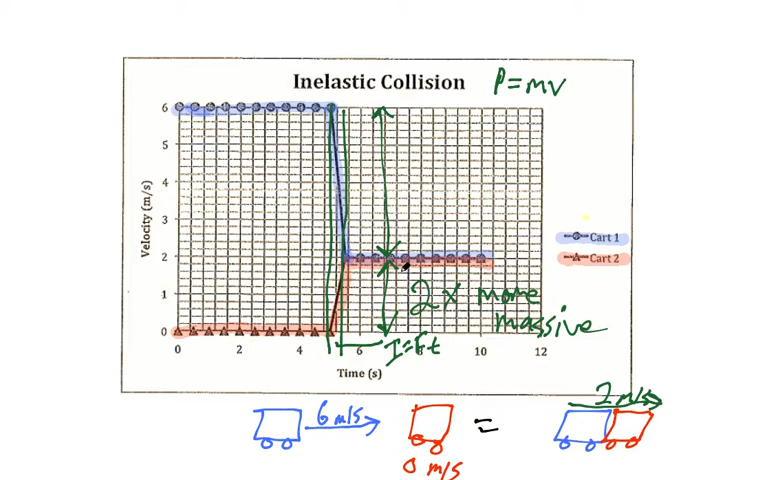 Inelastic Collision
P = mv
Velocity (m/s)
6
5
4
3
2
1
0
0 2 4 6 8 10 12
Time (s)
Cart 1
Cart 2
2x more
massive
I = Ft
6 m/s
0 m/s
=
2 m/s